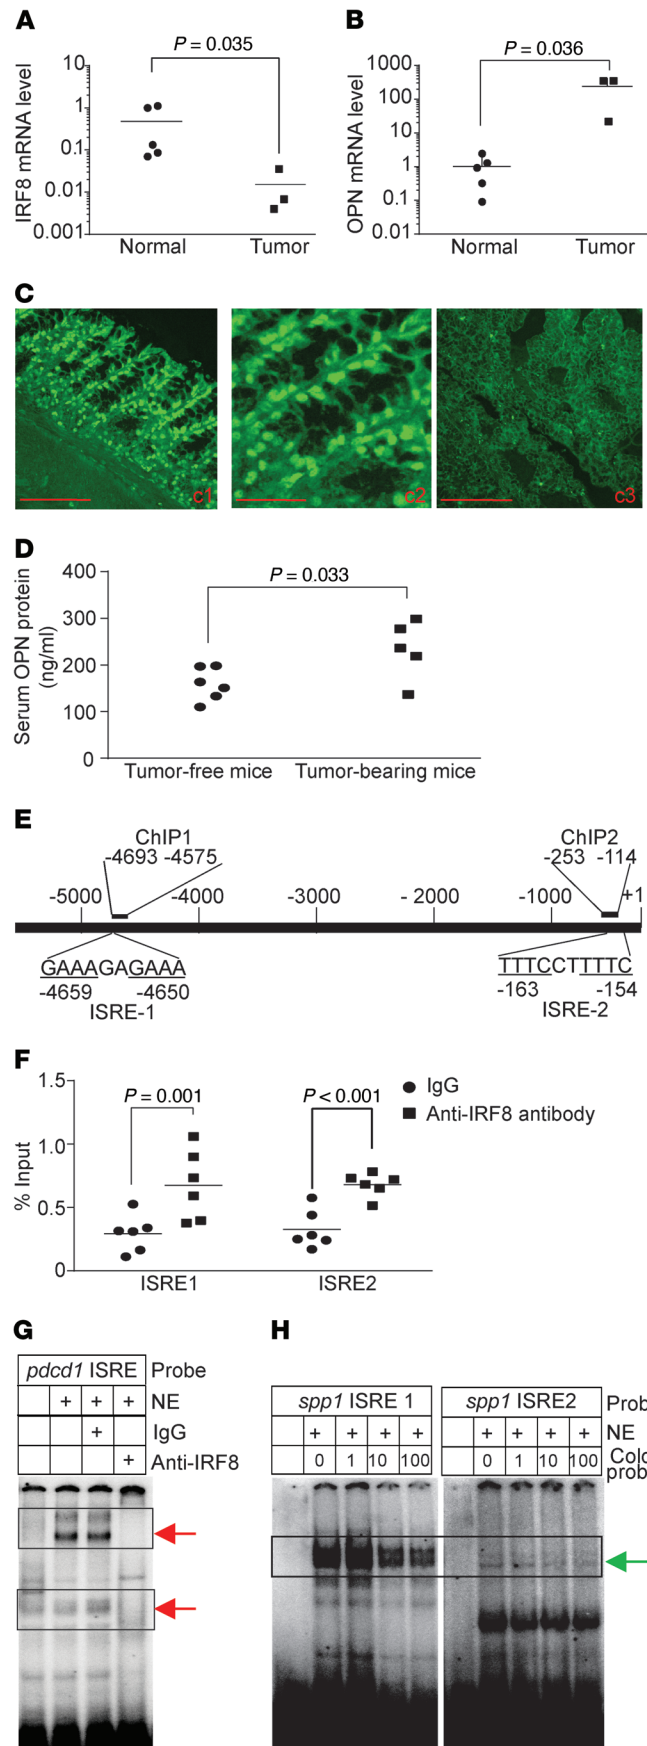 A
P = 0.035
IRF8 mRNA level
10
1
0.1
0.01
0.001
Normal
Tumor
B
P = 0.036
OPN mRNA level
1000
100
10
1
0.1
0.01
Normal
Tumor
C
c1
c2
c3
D
P = 0.033
Serum OPN protein
(ng/ml)
400
300
200
100
0
Tumor-free mice
Tumor-bearing mice
E
ChIP1
-4693 -4575
ChIP2
-253 -114
-5000 -4000 -3000 - 2000 -1000 +1
GAAAGAGAAA
-4659 -4650
ISRE-1
TTTCCTTTTC
-163 -154
ISRE-2
F
% Input
1.5
1.0
0.5
0
P = 0.001
P < 0.001
IgG
Anti-IRF8 antibody
ISRE1
ISRE2
G
pdcd1 ISRE Probe
+ + + NE
+ IgG
+ Anti-IRF8
H
spp1 ISRE 1 spp1 ISRE2 Prob
+ + + + + + + + NE
0 1 10 100 0 1 10 100